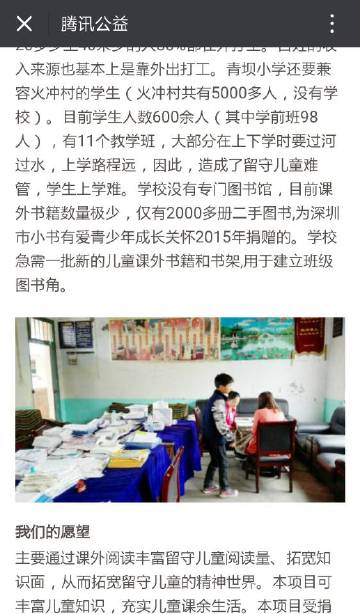 腾讯公益
入来源也基本上是靠外出打工。青坝小学还要兼
容火冲村的学生（火冲村共有5000多人，没有学
校）。目前学生人数600余人（其中学前班98
人），有11个教学班，大部分在上下学时要过河
过水，上学路程远，因此，造成了留守儿童难
管，学生上学难。学校没有专门图书馆，目前课
外书籍数量极少，仅有2000多册二手图书,为深圳
市小书有爱青少年成长关怀2015年捐赠的。学校
急需一批新的儿童课外书籍和书架,用于建立班级
图书角。
我们的愿望
主要通过课外阅读丰富留守儿童阅读量、拓宽知
识面，从而拓宽留守儿童的精神世界。本项目可
丰富儿童知识，充实儿童课余生活。本项目受捐